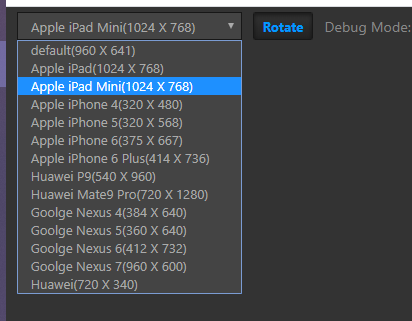 Apple iPad Mini(1024 X 768) Rotate Debug Mode:
default(960 X 641)
Apple iPad(1024 X 768)
Apple iPad Mini(1024 X 768)
Apple iPhone 4(320 X 480)
Apple iPhone 5(320 X 568)
Apple iPhone 6(375 X 667)
Apple iPhone 6 Plus(414 X 736)
Huawei P9(540 X 960)
Huawei Mate9 Pro(720 X 1280)
Goolge Nexus 4(384 X 640)
Goolge Nexus 5(360 X 640)
Goolge Nexus 6(412 X 732)
Goolge Nexus 7(960 X 600)
Huawei(720 X 340)